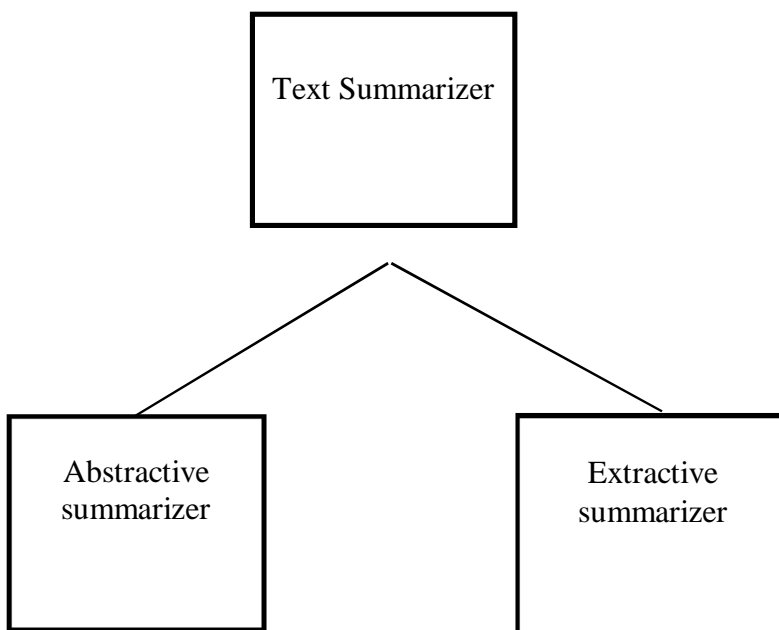 Text Summarizer
Abstractive
summarizer
Extractive
summarizer